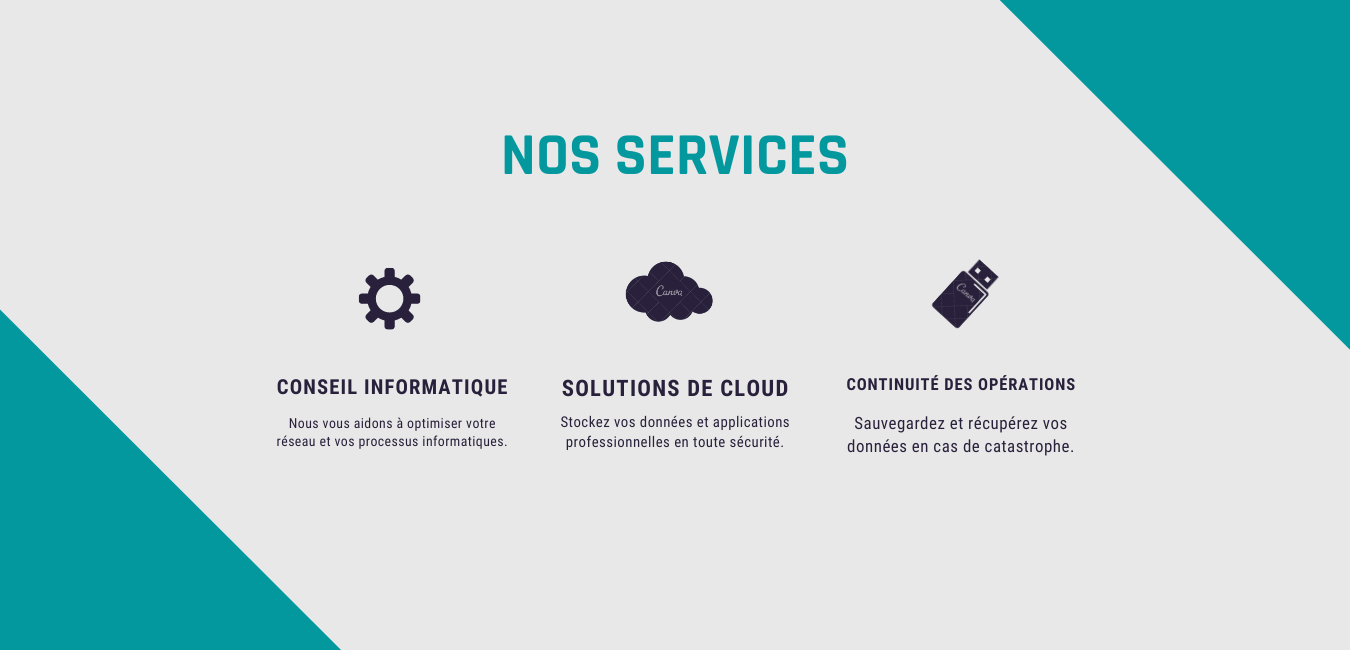 NOS SERVICES
Canva
Canva
CONSEIL INFORMATIQUE
Nous vous aidons à optimiser votre
réseau et vos processus informatiques.
SOLUTIONS DE CLOUD
Stockez vos données et applications
professionnelles en toute sécurité.
CONTINUITÉ DES OPÉRATIONS
Sauvegardez et récupérez vos
données en cas de catastrophe.